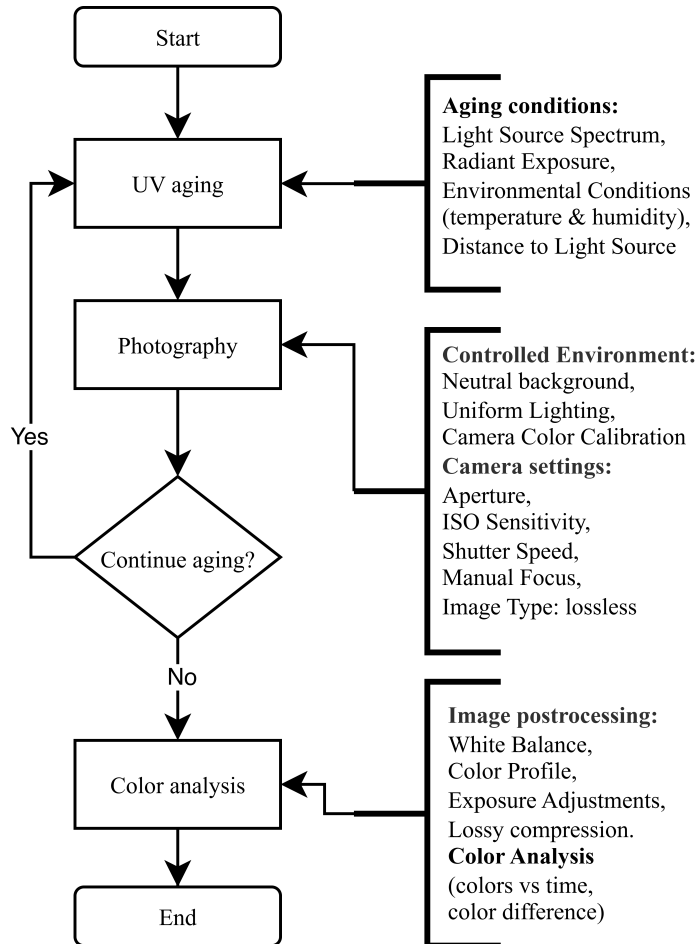 Start
UV aging
Aging conditions:
Light Source Spectrum,
Radiant Exposure,
Environmental Conditions
(temperature & humidity),
Distance to Light Source
Photography
Controlled Environment:
Neutral background,
Uniform Lighting,
Camera Color Calibration
Camera settings:
Aperture,
ISO Sensitivity,
Shutter Speed,
Manual Focus,
Image Type: lossless
Yes
Continue aging?
No
Color analysis
Image postrocessing:
White Balance,
Color Profile,
Exposure Adjustments,
Lossy compression.
Color Analysis
(colors vs time,
color difference)
End